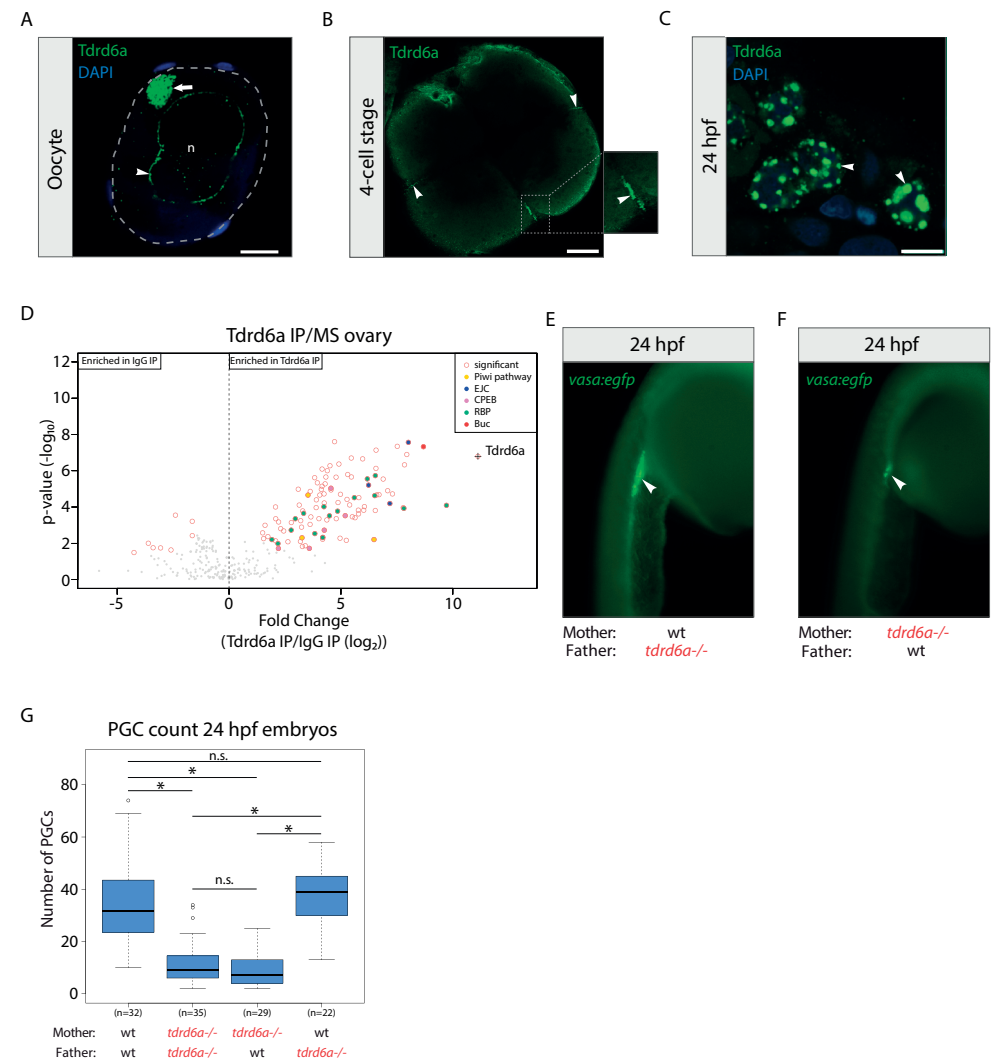 A
Oocyte
Tdrd6a
DAPI
n
B
4-cell stage
Tdrd6a
C
24 hpf
Tdrd6a
DAPI
D
Tdrd6a IP/MS ovary
Enriched in IgG IP
Enriched in Tdrd6a IP
significant
Piwi pathway
EJC
CPEB
RBP
Buc
Tdrd6a
p-value (-log10)
12
10
8
6
4
2
0
-5 0 5 10
Fold Change
(Tdrd6a IP/IgG IP (log₂))
E
24 hpf
vasa:egfp
Mother: wt
Father: tdrd6a-/-
F
24 hpf
vasa:egfp
Mother: tdrd6a-/-
Father: wt
G
PGC count 24 hpf embryos
n.s.
*
*
*
*
n.s.
Number of PGCs
80
60
40
20
0
(n=32) (n=35) (n=29) (n=22)
Mother: wt tdrd6a-/- tdrd6a-/- wt
Father: wt tdrd6a-/- wt tdrd6a-/-